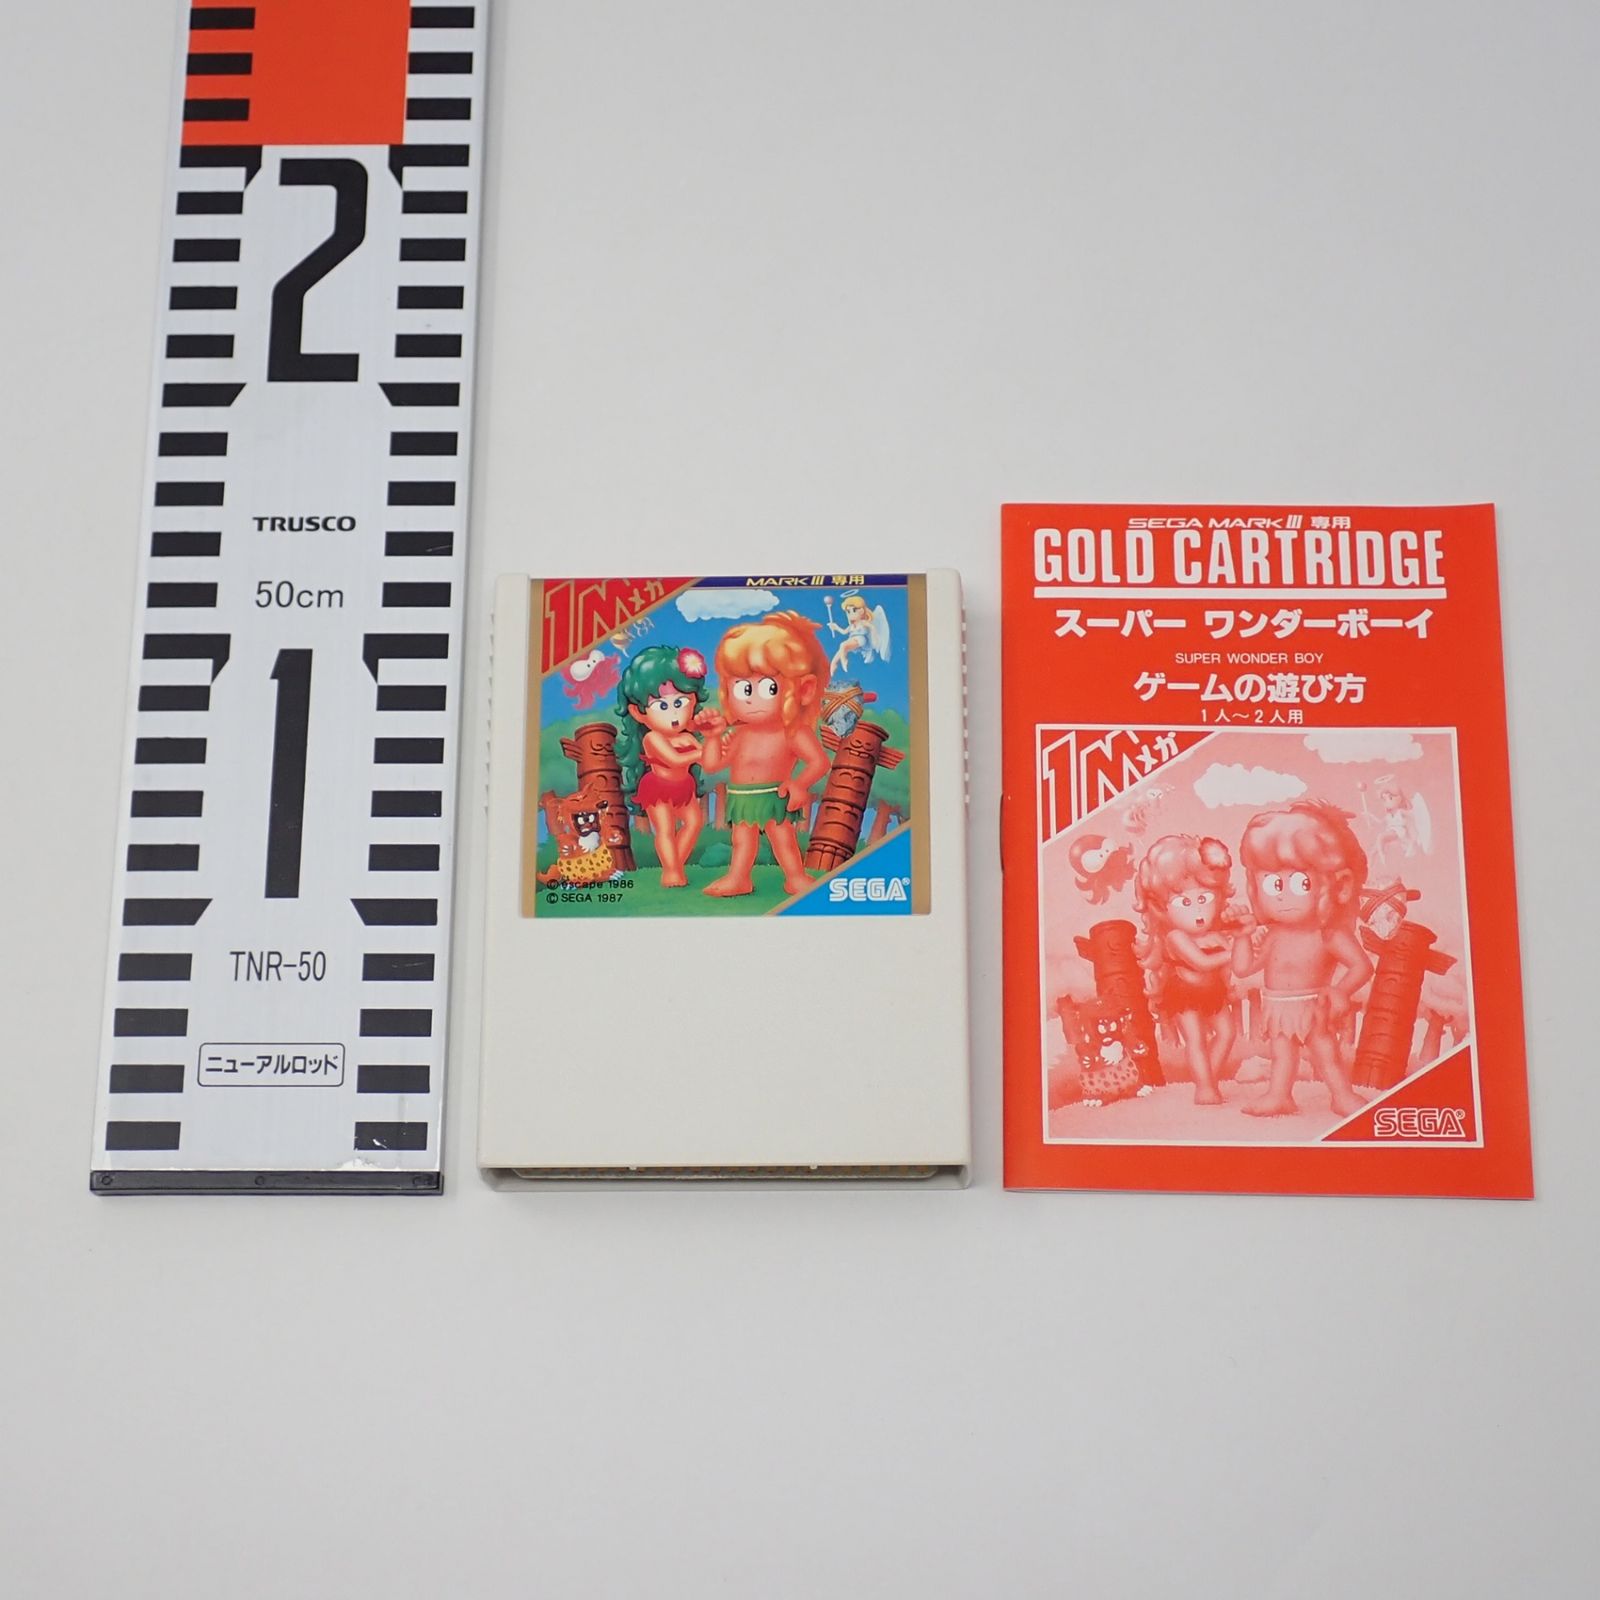 2
TRUSCO
50cm
1
TNR-50
ニューアルロッド
1Mメガ
MARK III 専用
© escape 1986
© SEGA 1987
SEGA®
SEGA MARK III 専用
GOLD CARTRIDGE
スーパー ワンダーボーイ
SUPER WONDER BOY
ゲームの遊び方
1人～2人用
1Mメガ
SEGA®